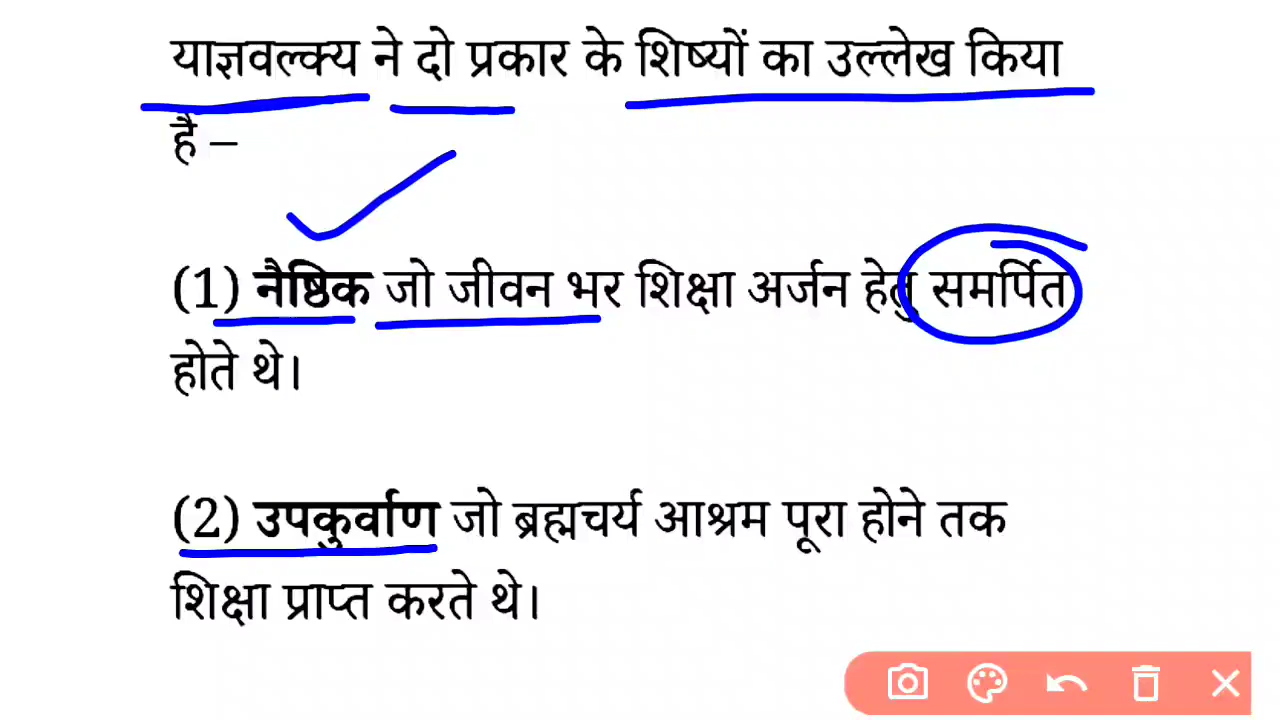 याज्ञवल्क्य ने दो प्रकार के शिष्यों का उल्लेख किया
है –
(1) नैष्ठिक जो जीवन भर शिक्षा अर्जन हेतु समर्पित
होते थे।
(2) उपकुर्वाण जो ब्रह्मचर्य आश्रम पूरा होने तक
शिक्षा प्राप्त करते थे।